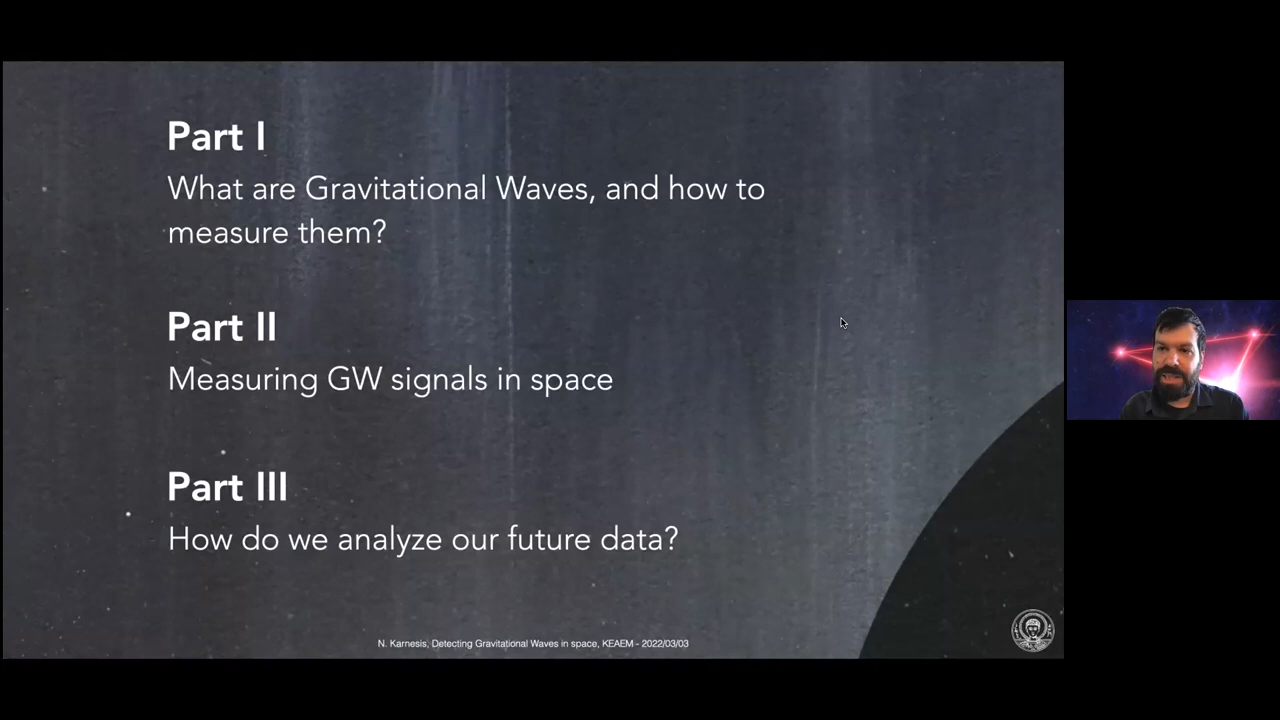 Part I
What are Gravitational Waves, and how to
measure them?
Part II
Measuring GW signals in space
Part III
How do we analyze our future data?
N. Karnesis, Detecting Gravitational Waves in space, KEAEM - 2022/03/03